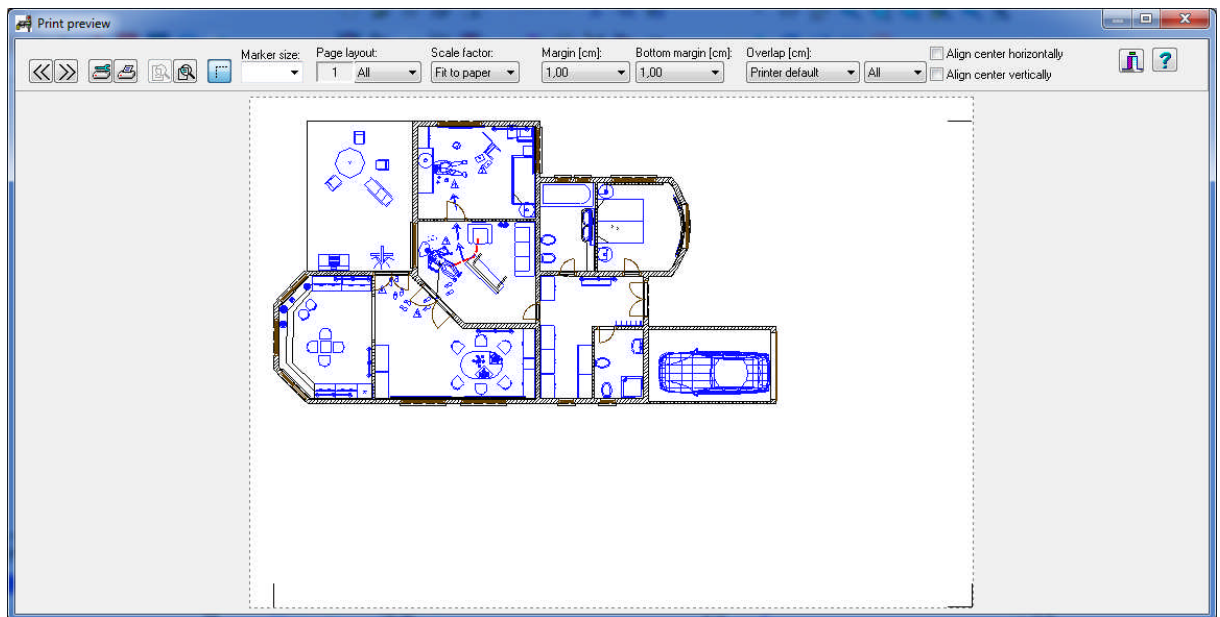 Print preview
Marker size:
Page layout:
Scale factor:
Margin [cm]:
Bottom margin [cm]:
Overlap [cm]:
Align center horizontally
1
All
Fit to paper
1,00
1,00
Printer default
All
Align center vertically
?